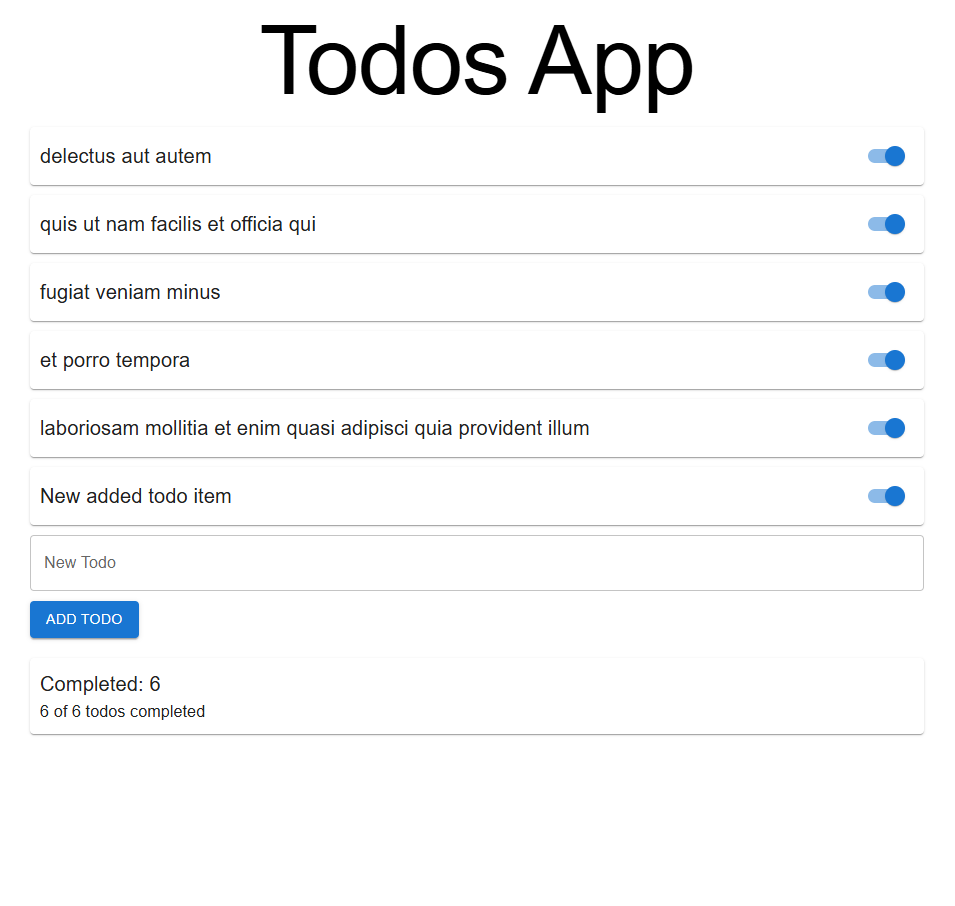 Todos App
delectus aut autem
quis ut nam facilis et officia qui
fugiat veniam minus
et porro tempora
laboriosam mollitia et enim quasi adipisci quia provident illum
New added todo item
New Todo
ADD TODO
Completed: 6
6 of 6 todos completed